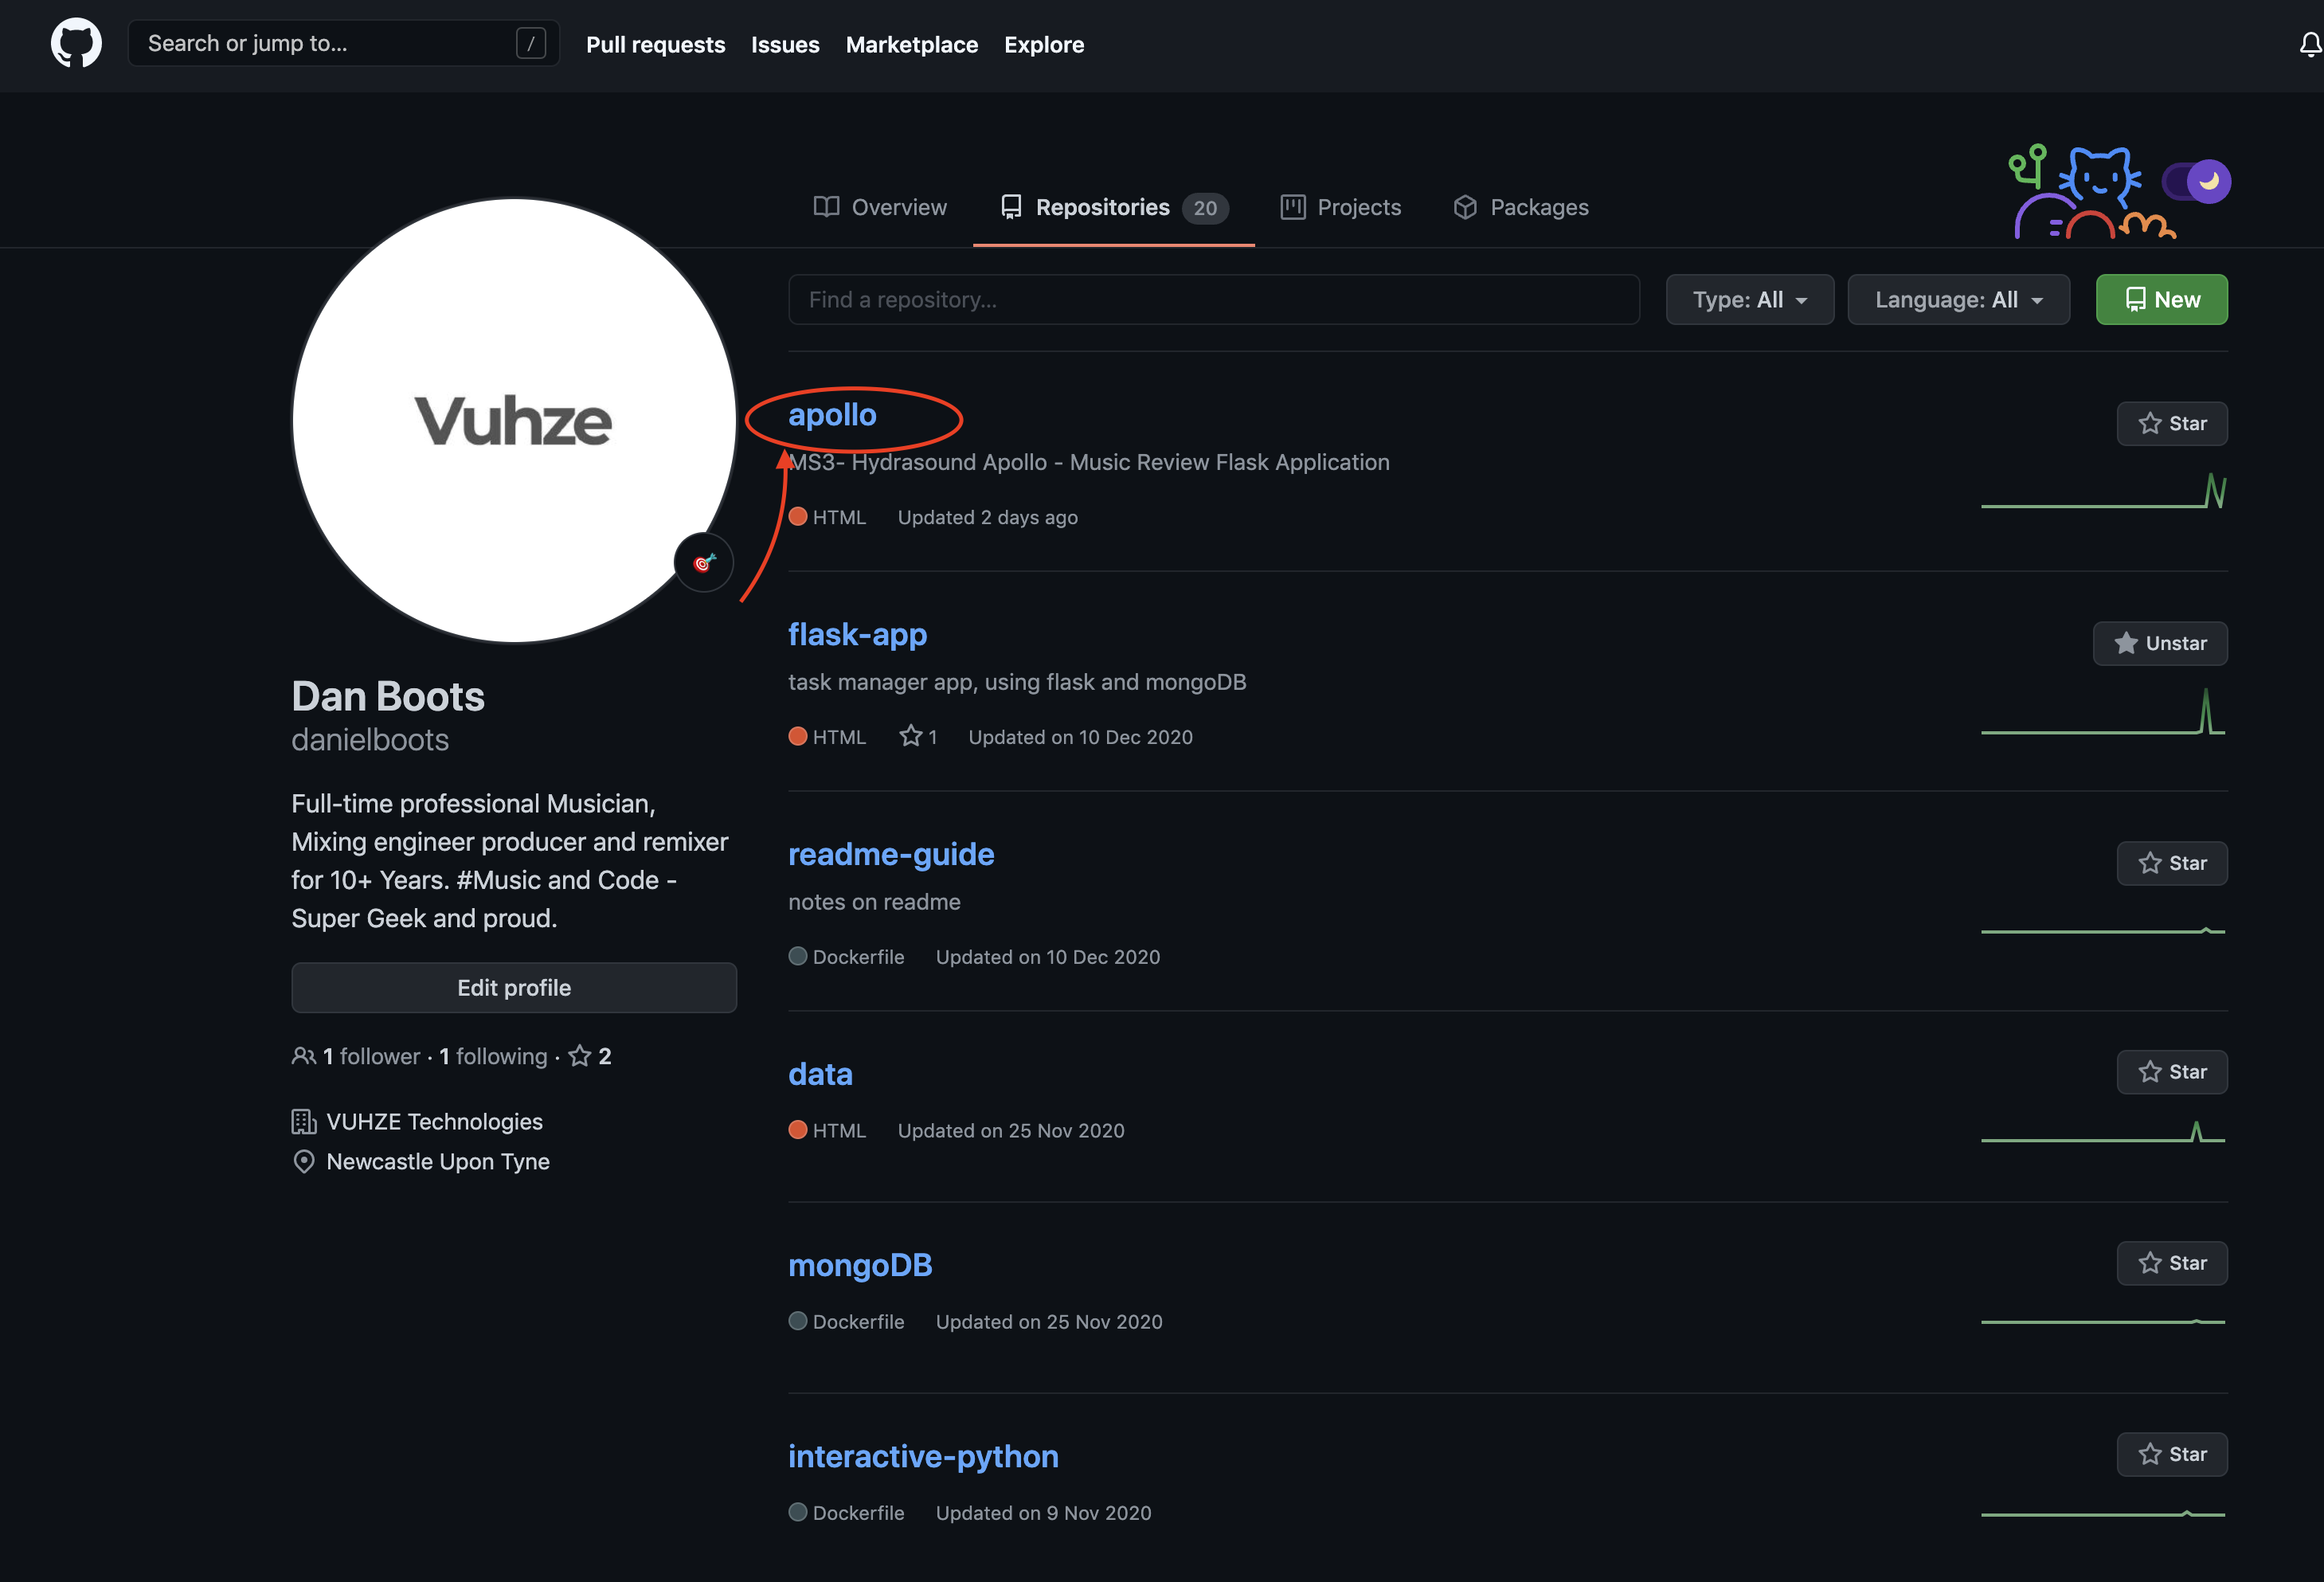 Search or jump to...
/
Pull requests
Issues
Marketplace
Explore
Overview
Repositories 20
Projects
Packages
Find a repository...
Type: All
Language: All
New
Vuhze
Dan Boots
danielboots
Full-time professional Musician,
Mixing engineer producer and remixer
for 10+ Years. #Music and Code -
Super Geek and proud.
Edit profile
1 follower · 1 following · 2
VUHZE Technologies
Newcastle Upon Tyne
apollo
Star
MS3- Hydrasound Apollo - Music Review Flask Application
HTML Updated 2 days ago
flask-app
Unstar
task manager app, using flask and mongoDB
HTML 1 Updated on 10 Dec 2020
readme-guide
Star
notes on readme
Dockerfile Updated on 10 Dec 2020
data
Star
HTML Updated on 25 Nov 2020
mongoDB
Star
Dockerfile Updated on 25 Nov 2020
interactive-python
Star
Dockerfile Updated on 9 Nov 2020